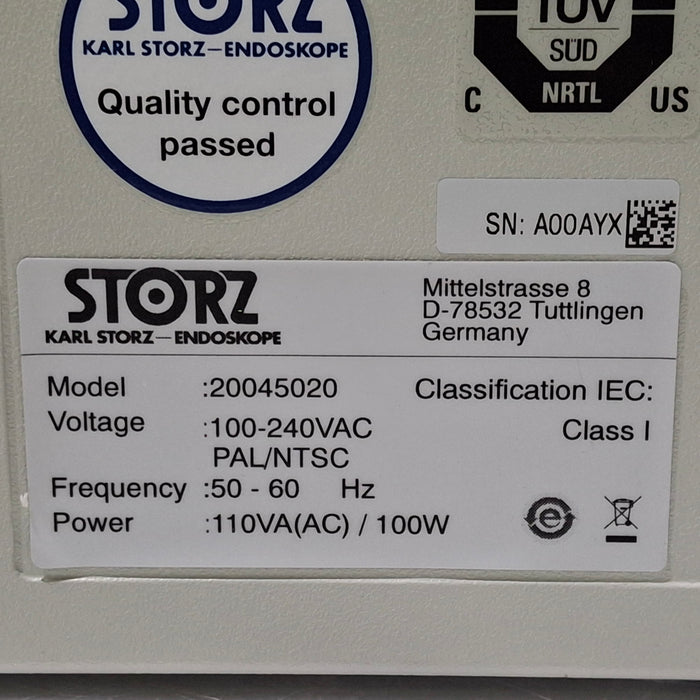 STORZ
KARL STORZ—ENDOSKOPE
Quality control
passed
TÜV
SÜD
C NRTL US
SN: A00AYX
STORZ
KARL STORZ—ENDOSKOPE
Mittelstrasse 8
D-78532 Tuttlingen
Germany
Model :20045020
Voltage :100-240VAC
PAL/NTSC
Frequency :50 - 60 Hz
Power :110VA(AC) / 100W
Classification IEC:
Class I
e